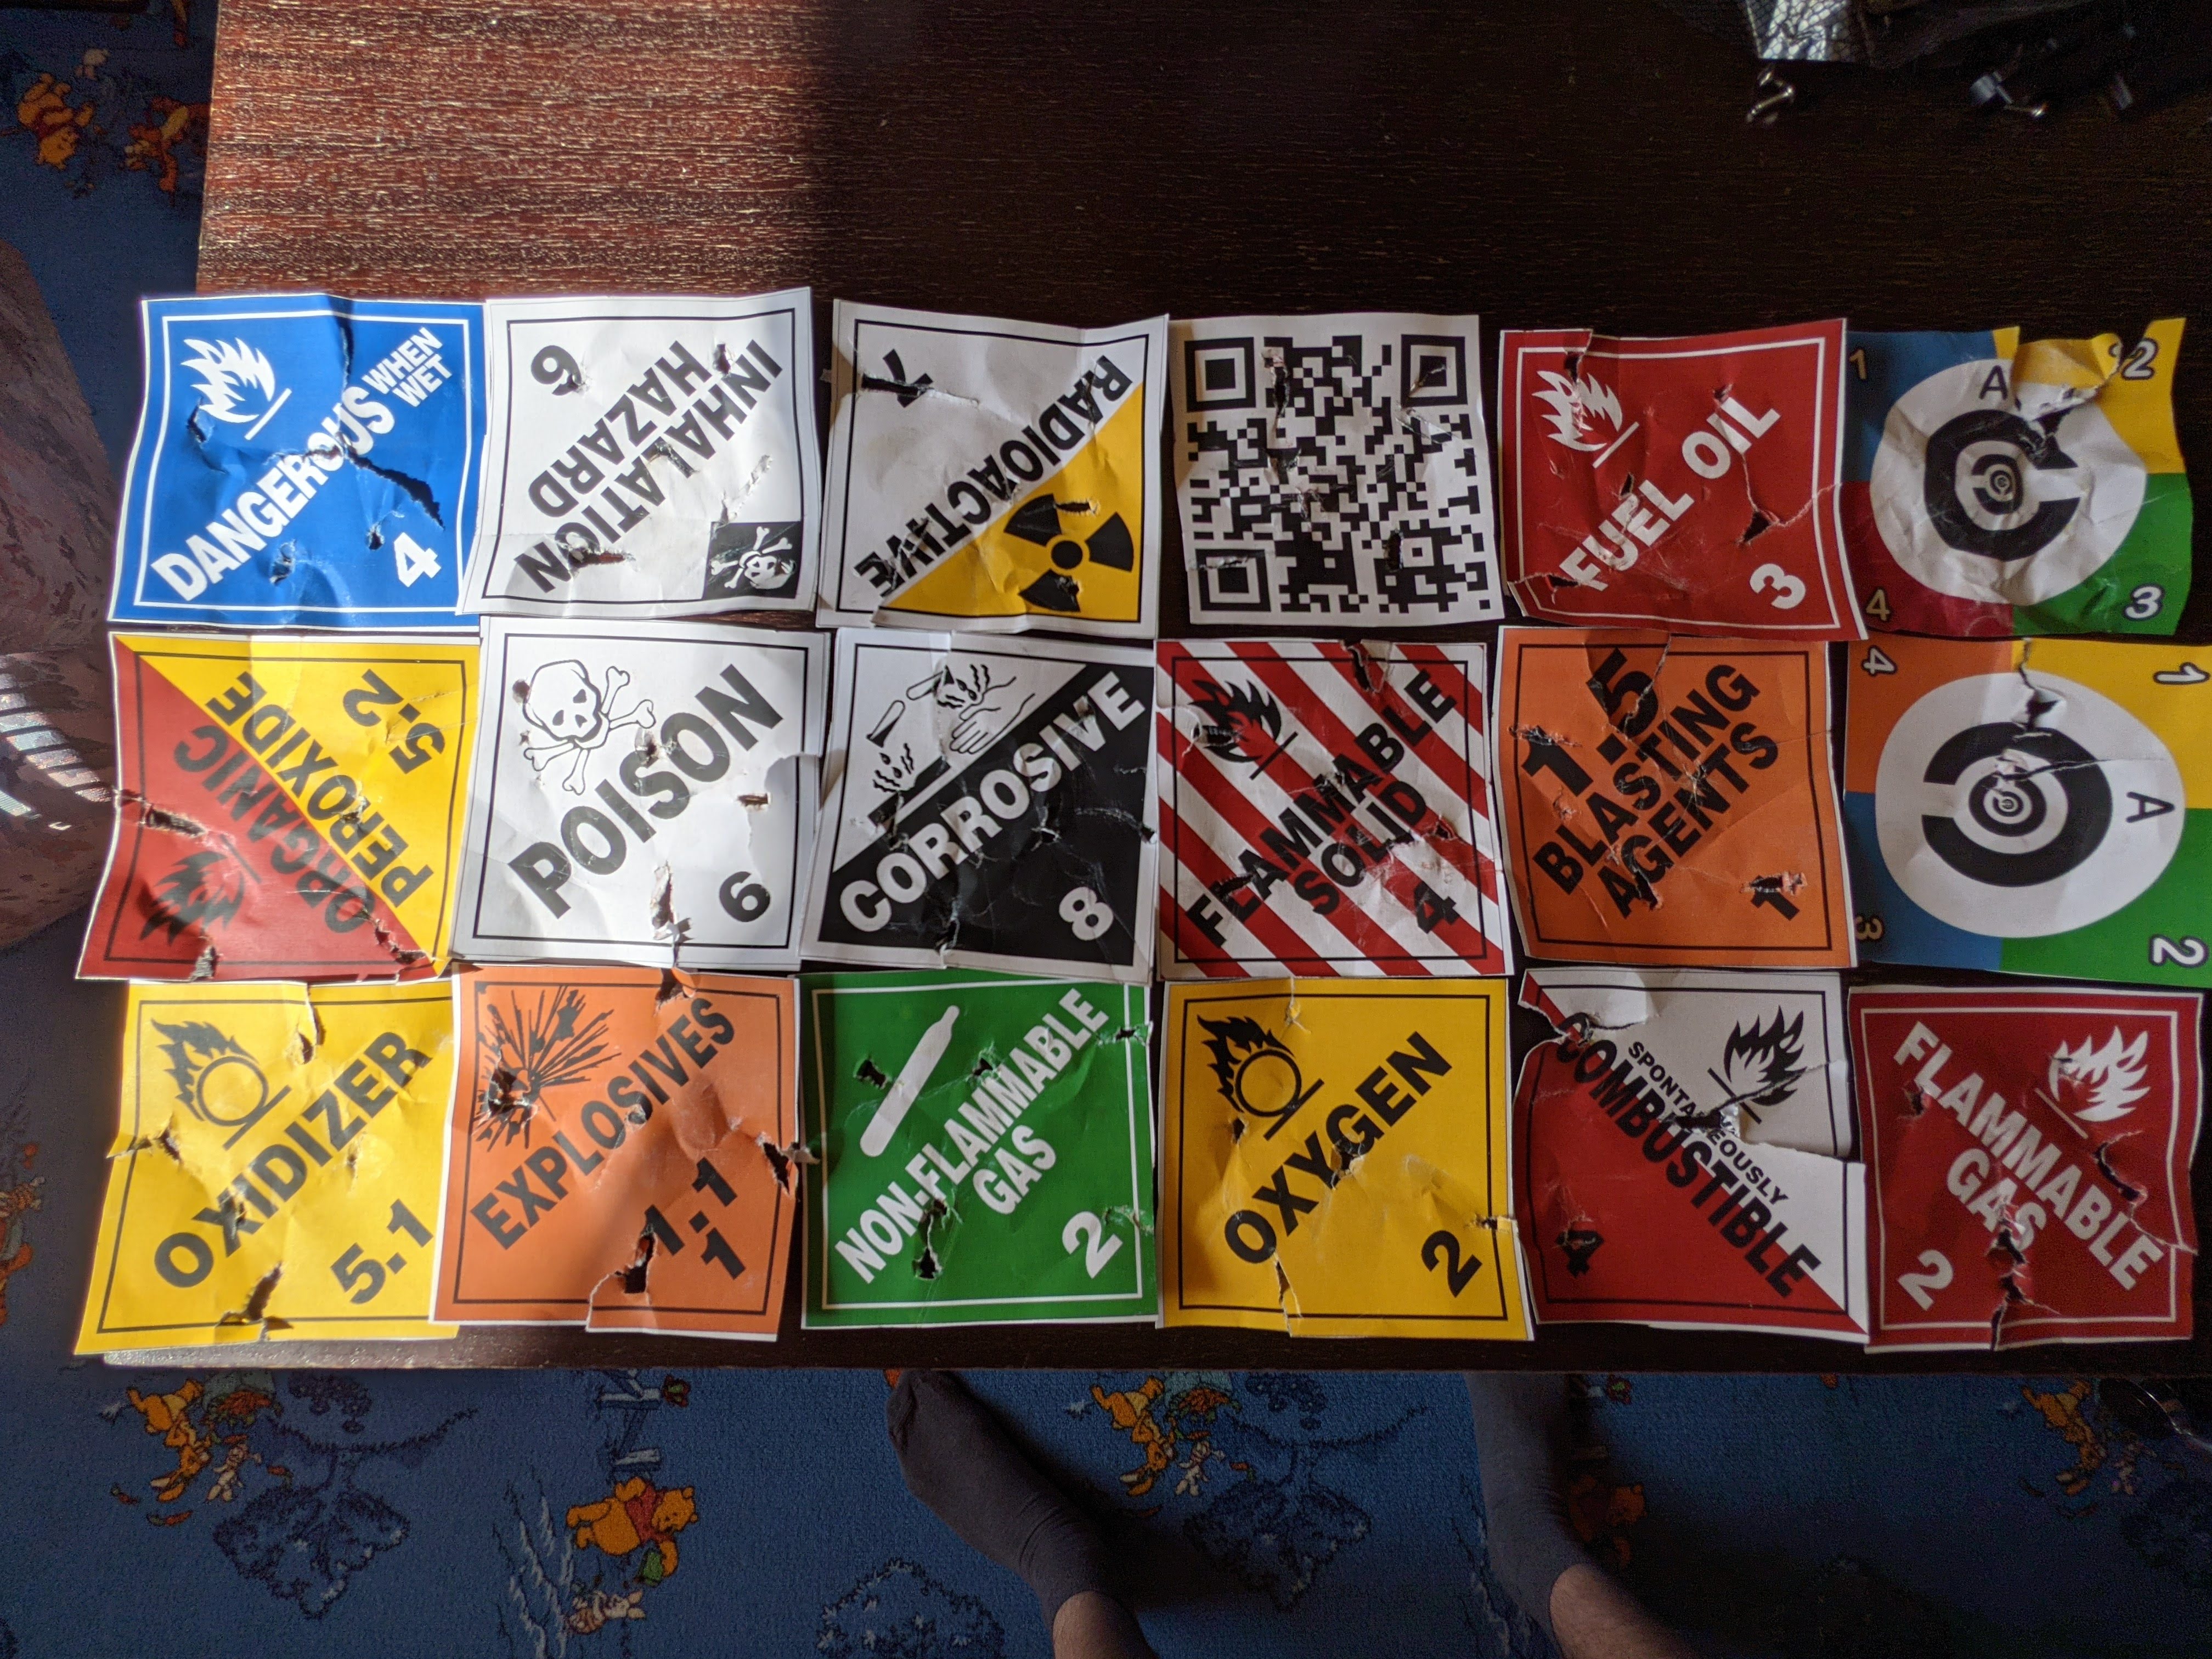 DANGEROUS
WHEN
WET
4
6
INHALATION
HAZARD
7
RADIOACTIVE
FUEL OIL
3
1
A
2
4
3
ORGANIC
PEROXIDE
5.2
POISON
6
CORROSIVE
8
FLAMMABLE
SOLID
4
1.5
BLASTING
AGENTS
1
4
1
A
3
2
OXIDIZER
5.1
EXPLOSIVES
1.1
1
NON-FLAMMABLE
GAS
2
OXYGEN
2
SPONTANEOUSLY
COMBUSTIBLE
4
FLAMMABLE
GAS
2